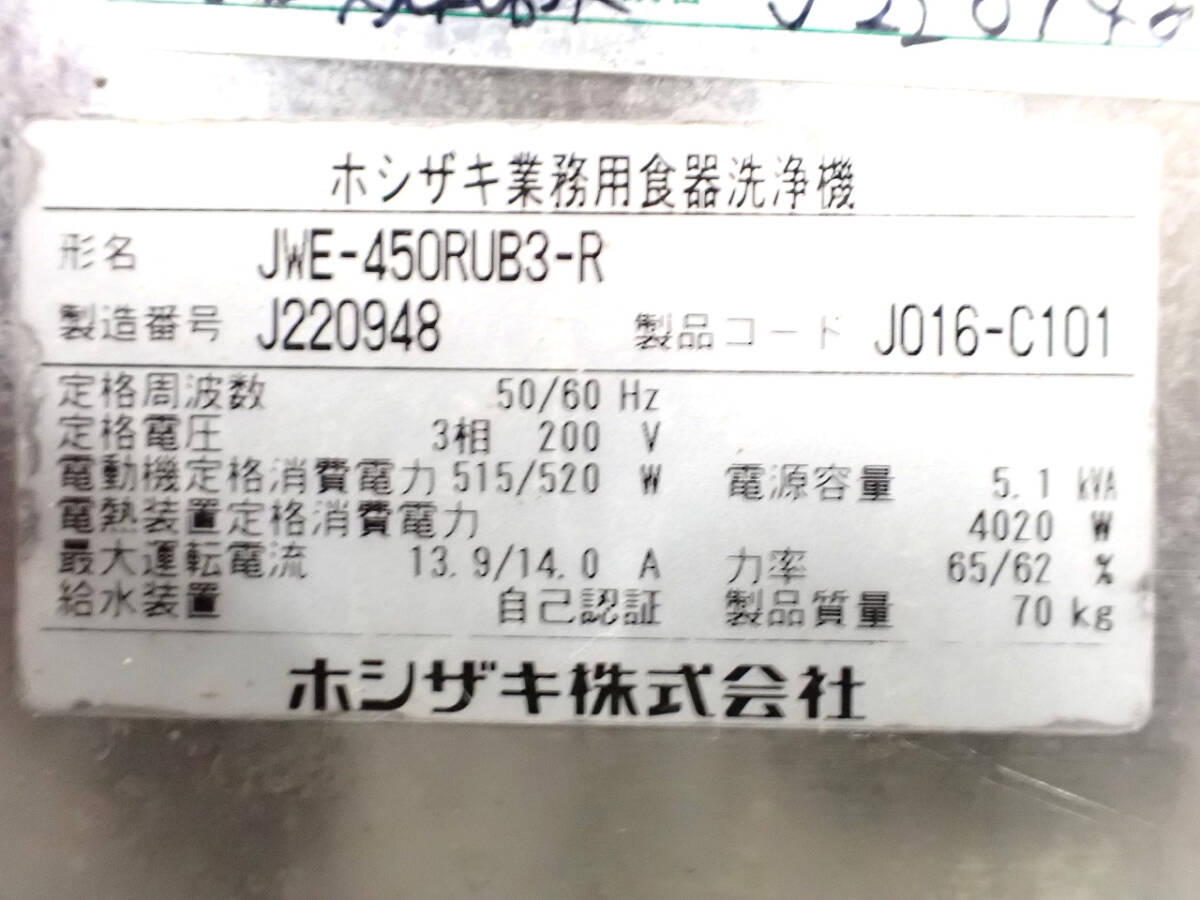 ホシザキ業務用食器洗浄機
形名 JWE-450RUB3-R
製造番号 J220948 製品コード J016-C101
定格周波数 50/60 Hz
定格電圧 3相 200 V
電動機定格消費電力 515/520 W 電源容量 5.1 kVA
電熱装置定格消費電力 4020 W
最大運転電流 13.9/14.0 A 力率 65/62 %
給水装置 自己認証 製品質量 70 kg
ホシザキ株式会社